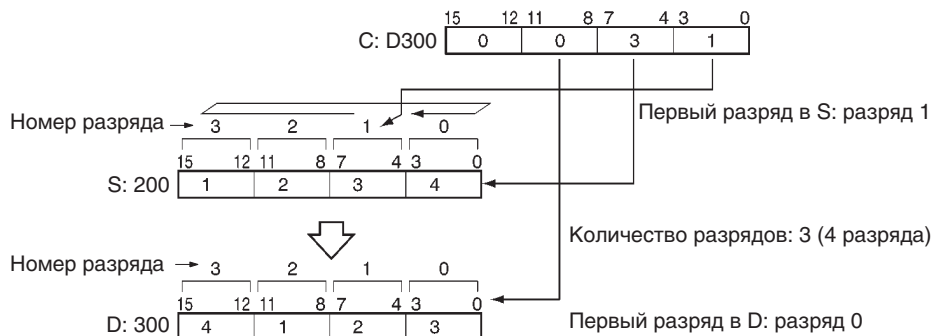 15 12 11 8 7 4 3 0
C: D300 0 0 3 1
Первый разряд в S: разряд 1
Номер разряда 3 2 1 0
15 12 11 8 7 4 3 0
S: 200 1 2 3 4
Количество разрядов: 3 (4 разряда)
Номер разряда 3 2 1 0
15 12 11 8 7 4 3 0
D: 300 4 1 2 3
Первый разряд в D: разряд 0